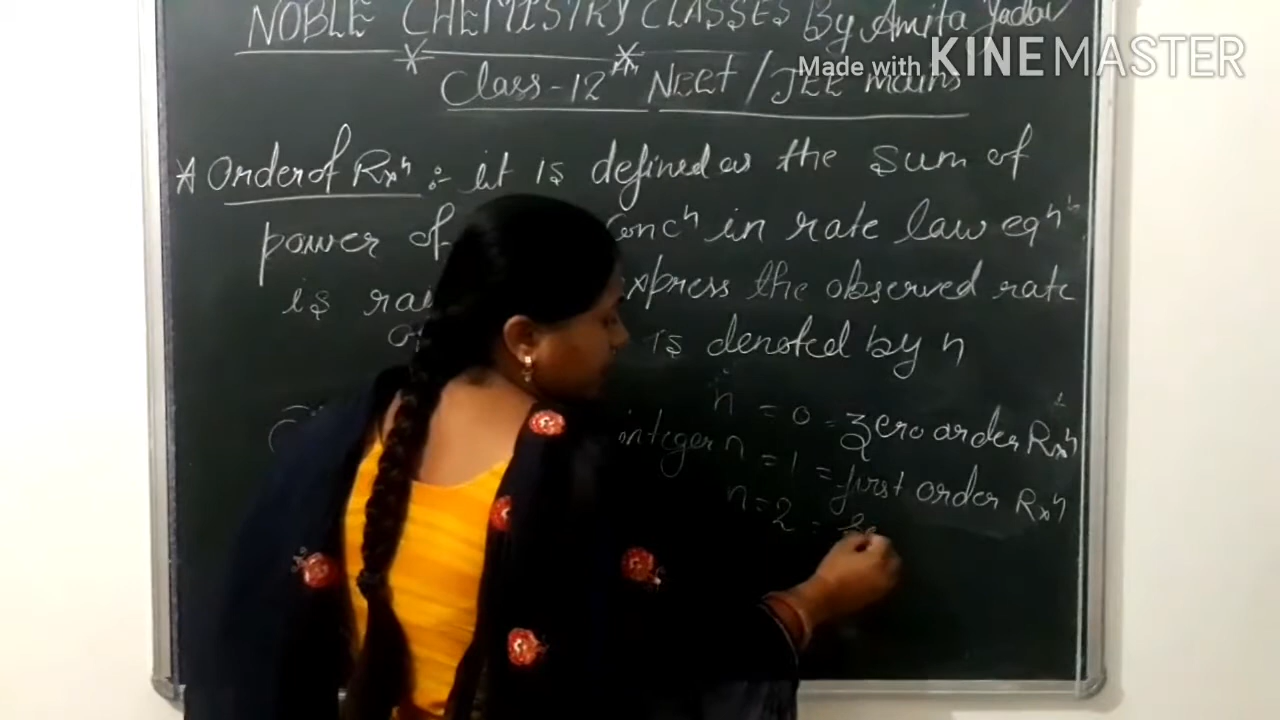 NOBLE CHEMISTRY CLASSES By Amita Yadav
Made with KINEMASTER
Class-12th NEET / JEE mains
* Order of Rxn :- it is defined as the sum of
power of concn in rate law eqn
is express the observed rate
is denoted by n
n = 0 = zero order Rxn
integer n = 1 = first order Rxn
n = 2 =